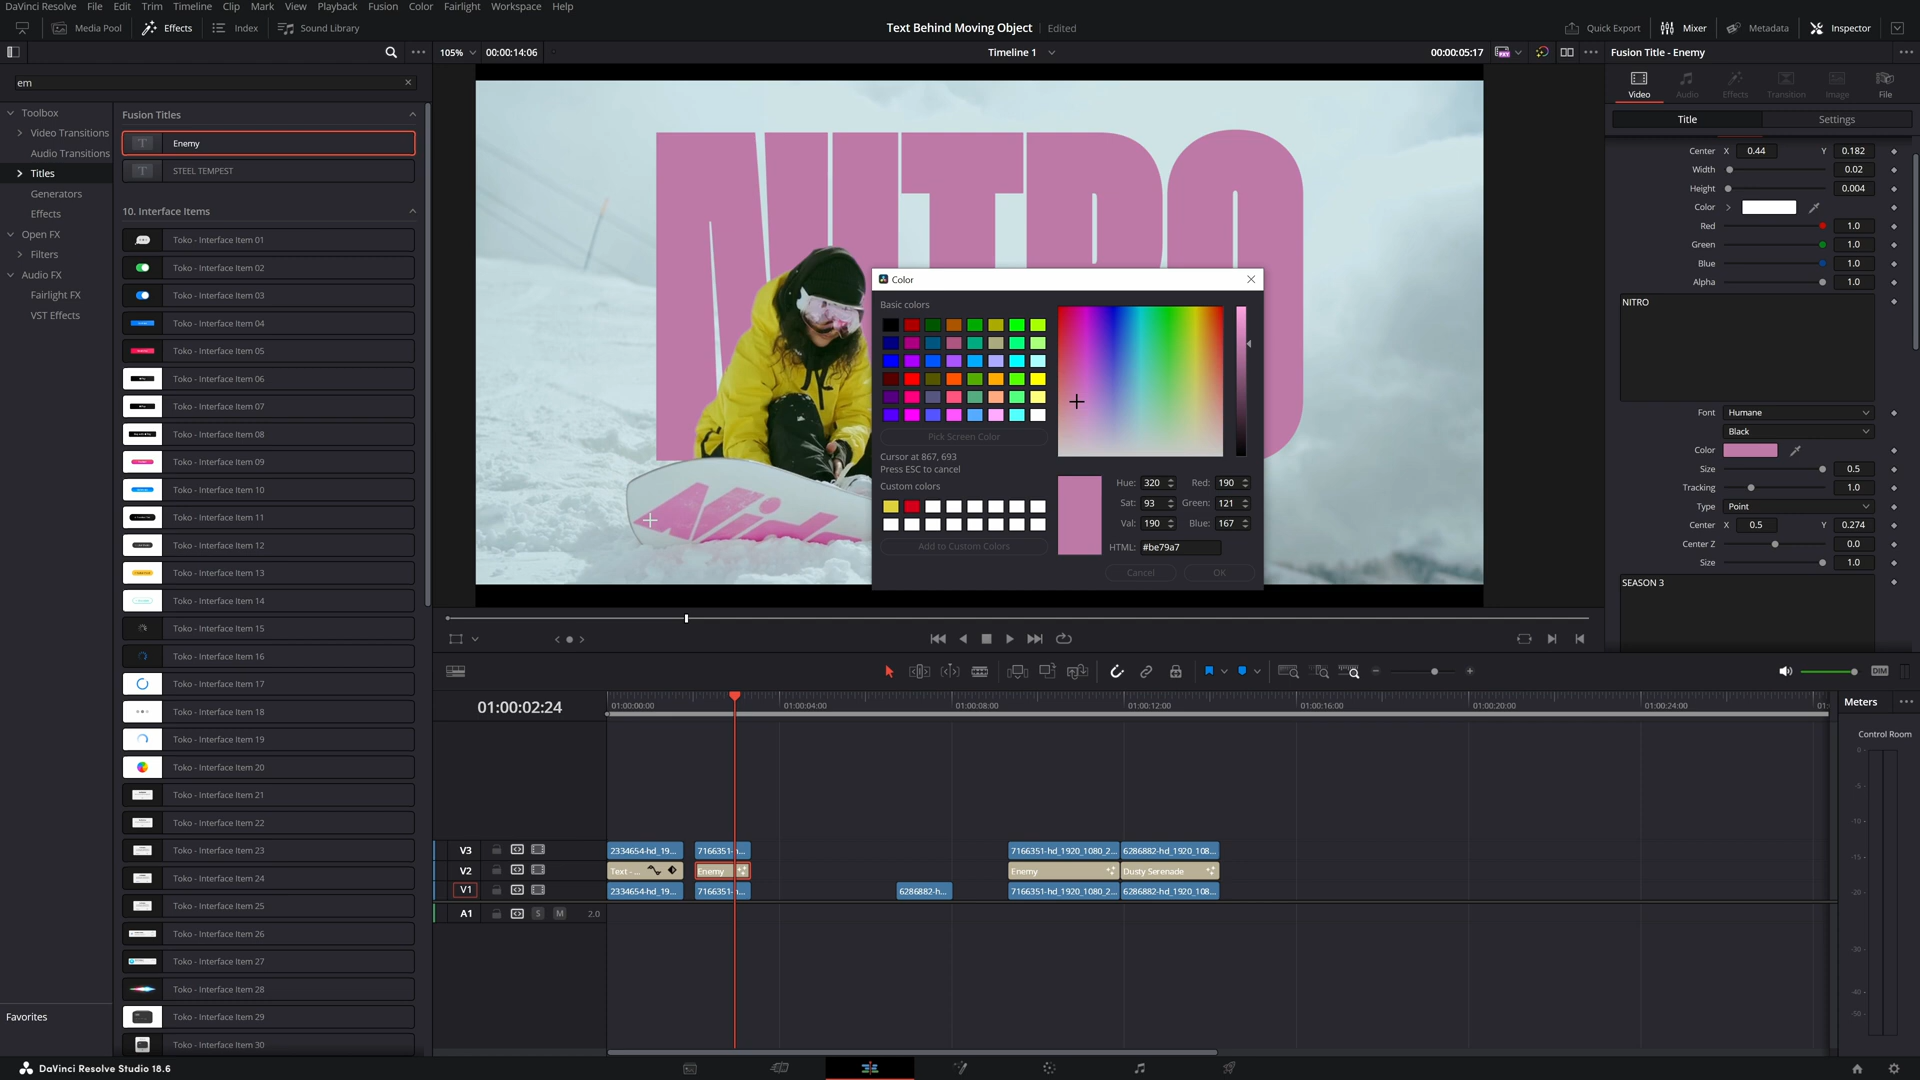 DaVinci Resolve File Edit Trim Timeline Clip Mark View Playback Fusion Color Fairlight Workspace Help
Media Pool Effects Index Sound Library
Text Behind Moving Object Edited
Quick Export Mixer Metadata Inspector
105% 00:00:14:06 Timeline 1 00:00:05:17
Fusion Title - Enemy
em
Toolbox
Video Transitions
Audio Transitions
Titles
Generators
Effects
Open FX
Filters
Audio FX
Fairlight FX
VST Effects
Favorites
Fusion Titles
Enemy
STEEL TEMPEST
10. Interface Items
Toko - Interface Item 01
Toko - Interface Item 02
Toko - Interface Item 03
Toko - Interface Item 04
Toko - Interface Item 05
Toko - Interface Item 06
Toko - Interface Item 07
Toko - Interface Item 08
Toko - Interface Item 09
Toko - Interface Item 10
Toko - Interface Item 11
Toko - Interface Item 12
Toko - Interface Item 13
Toko - Interface Item 14
Toko - Interface Item 15
Toko - Interface Item 16
Toko - Interface Item 17
Toko - Interface Item 18
Toko - Interface Item 19
Toko - Interface Item 20
Toko - Interface Item 21
Toko - Interface Item 22
Toko - Interface Item 23
Toko - Interface Item 24
Toko - Interface Item 25
Toko - Interface Item 26
Toko - Interface Item 27
Toko - Interface Item 28
Toko - Interface Item 29
Toko - Interface Item 30
NITRO
Color
Basic colors
Pick Screen Color
Cursor at 867, 693
Press ESC to cancel
Custom colors
Add to Custom Colors
Hue: 320 Red: 190
Sat: 93 Green: 121
Val: 190 Blue: 167
HTML: #be79a7
Cancel OK
Video Audio Effects Transition Image File
Title Settings
Center X 0.44 Y 0.182
Width 0.02
Height 0.004
Color
Red 1.0
Green 1.0
Blue 1.0
Alpha 1.0
NITRO
Font Humane
Black
Color
Size 0.5
Tracking 1.0
Type Point
Center X 0.5 Y 0.274
Center Z 0.0
Size 1.0
SEASON 3
DIM
01:00:02:24
01:00:00:00 01:00:04:00 01:00:08:00 01:00:12:00 01:00:16:00 01:00:20:00 01:00:24:00
V3 2334654-hd_19... 7166351-... 7166351-hd_1920_1080_2... 6286882-hd_1920_108...
V2 Text - ... Enemy Enemy Dusty Serenade
V1 2334654-hd_19... 7166351-... 6286882-h... 7166351-hd_1920_1080_2... 6286882-hd_1920_108...
A1 S M 2.0
Meters
Control Room
0
-5
-10
-15
-20
-30
-40
-50
DaVinci Resolve Studio 18.6